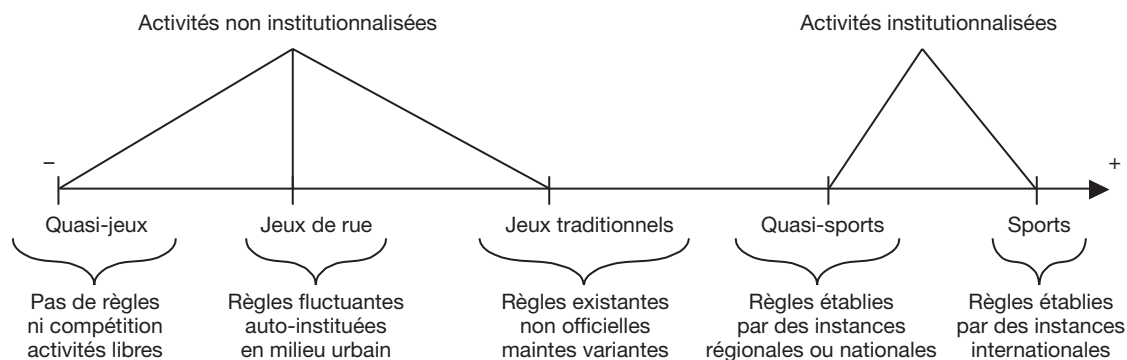 Activités non institutionnalisées
Activités institutionnalisées
–
+
Quasi-jeux
Jeux de rue
Jeux traditionnels
Quasi-sports
Sports
Pas de règles
ni compétition
activités libres
Règles fluctuantes
auto-instituées
en milieu urbain
Règles existantes
non officielles
maintes variantes
Règles établies
par des instances
régionales ou nationales
Règles établies
par des instances
internationales